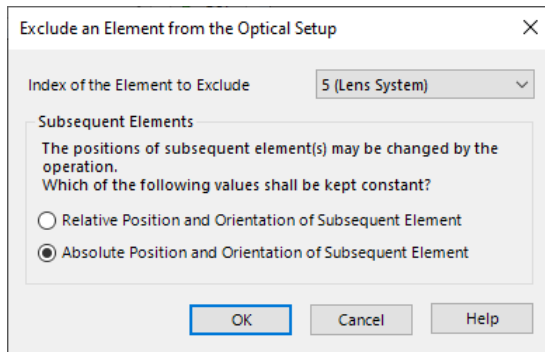 Exclude an Element from the Optical Setup
Index of the Element to Exclude
5 (Lens System)
Subsequent Elements
The positions of subsequent element(s) may be changed by the
operation.
Which of the following values shall be kept constant?
Relative Position and Orientation of Subsequent Element
Absolute Position and Orientation of Subsequent Element
OK
Cancel
Help